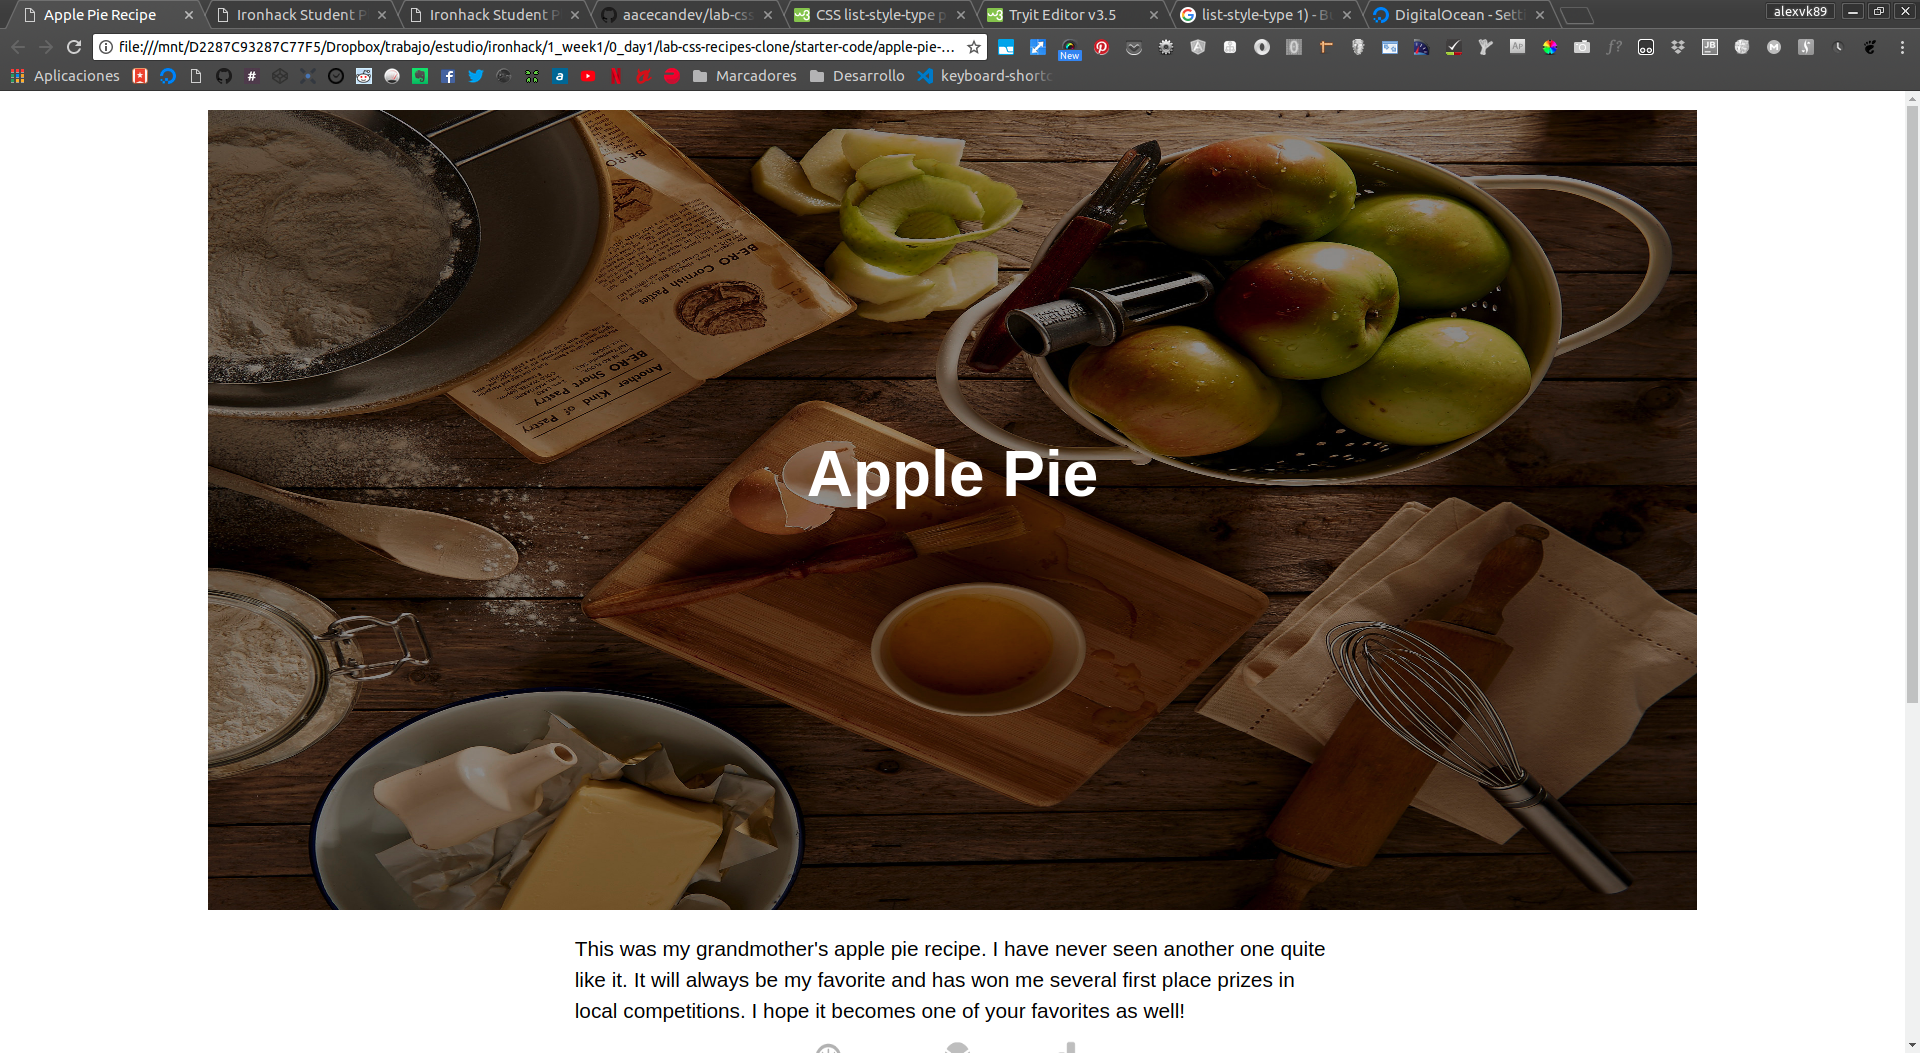 Apple Pie Recipe
Ironhack Student P
Ironhack Student P
aacecandev/lab-css
CSS list-style-type p
Tryit Editor v3.5
list-style-type 1) - Bu
DigitalOcean - Sett
alexvk89
file:///mnt/D2287C93287C77F5/Dropbox/trabajo/estudio/ironhack/1_week1/0_day1/lab-css-recipes-clone/starter-code/apple-pie-...
New
Aplicaciones
Marcadores
Desarrollo
keyboard-shortc
BE-RO
BE-RO Cornish Pasties
BE-RO Short Pastry
Another Kind of Pastry
Apple Pie
This was my grandmother's apple pie recipe. I have never seen another one quite
like it. It will always be my favorite and has won me several first place prizes in
local competitions. I hope it becomes one of your favorites as well!